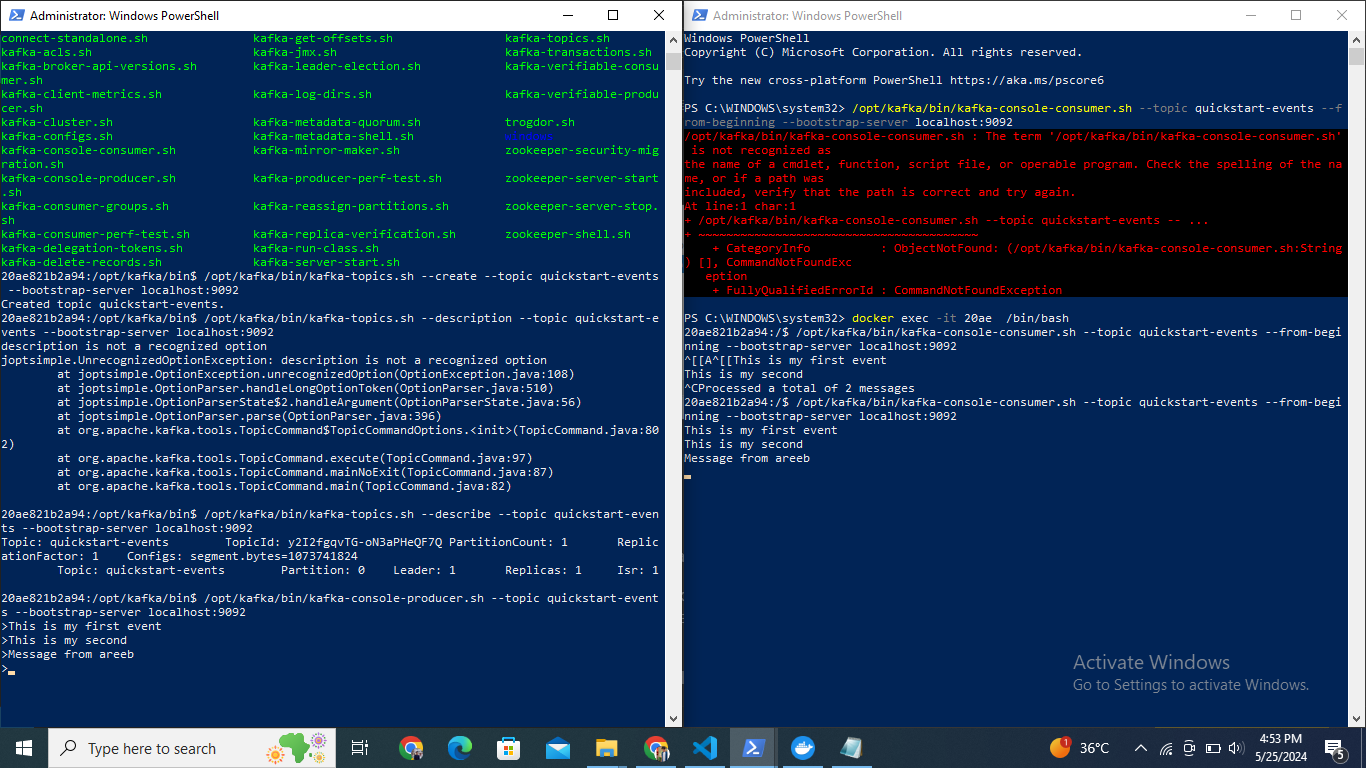 Administrator: Windows PowerShell
connect-standalone.sh kafka-get-offsets.sh kafka-topics.sh
kafka-acls.sh kafka-jmx.sh kafka-transactions.sh
kafka-broker-api-versions.sh kafka-leader-election.sh kafka-verifiable-consu
mer.sh
kafka-client-metrics.sh kafka-log-dirs.sh kafka-verifiable-produ
cer.sh
kafka-cluster.sh kafka-metadata-quorum.sh trogdor.sh
kafka-configs.sh kafka-metadata-shell.sh windows
kafka-console-consumer.sh kafka-mirror-maker.sh zookeeper-security-mig
ration.sh
kafka-console-producer.sh kafka-producer-perf-test.sh zookeeper-server-start
.sh
kafka-consumer-groups.sh kafka-reassign-partitions.sh zookeeper-server-stop.
sh
kafka-consumer-perf-test.sh kafka-replica-verification.sh zookeeper-shell.sh
kafka-delegation-tokens.sh kafka-run-class.sh
kafka-delete-records.sh kafka-server-start.sh
20ae821b2a94:/opt/kafka/bin$ /opt/kafka/bin/kafka-topics.sh --create --topic quickstart-events
 --bootstrap-server localhost:9092
Created topic quickstart-events.
20ae821b2a94:/opt/kafka/bin$ /opt/kafka/bin/kafka-topics.sh --description --topic quickstart-e
vents --bootstrap-server localhost:9092
description is not a recognized option
joptsimple.UnrecognizedOptionException: description is not a recognized option
at joptsimple.OptionException.unrecognizedOption(OptionException.java:108)
at joptsimple.OptionParser.handleLongOptionToken(OptionParser.java:510)
at joptsimple.OptionParserState$2.handleArgument(OptionParserState.java:56)
at joptsimple.OptionParser.parse(OptionParser.java:396)
at org.apache.kafka.tools.TopicCommand$TopicCommandOptions.<init>(TopicCommand.java:80
2)
at org.apache.kafka.tools.TopicCommand.execute(TopicCommand.java:97)
at org.apache.kafka.tools.TopicCommand.mainNoExit(TopicCommand.java:87)
at org.apache.kafka.tools.TopicCommand.main(TopicCommand.java:82)
20ae821b2a94:/opt/kafka/bin$ /opt/kafka/bin/kafka-topics.sh --describe --topic quickstart-even
ts --bootstrap-server localhost:9092
Topic: quickstart-events TopicId: y2I2fgqvTG-oN3aPHeQF7Q PartitionCount: 1 Replic
ationFactor: 1 Configs: segment.bytes=1073741824
Topic: quickstart-events Partition: 0 Leader: 1 Replicas: 1 Isr: 1
20ae821b2a94:/opt/kafka/bin$ /opt/kafka/bin/kafka-console-producer.sh --topic quickstart-event
s --bootstrap-server localhost:9092
>This is my first event
>This is my second
>Message from areeb
>
Administrator: Windows PowerShell
Windows PowerShell
Copyright (C) Microsoft Corporation. All rights reserved.
Try the new cross-platform PowerShell https://aka.ms/pscore6
PS C:\WINDOWS\system32> /opt/kafka/bin/kafka-console-consumer.sh --topic quickstart-events --f
rom-beginning --bootstrap-server localhost:9092
/opt/kafka/bin/kafka-console-consumer.sh : The term '/opt/kafka/bin/kafka-console-consumer.sh'
 is not recognized as
the name of a cmdlet, function, script file, or operable program. Check the spelling of the na
me, or if a path was
included, verify that the path is correct and try again.
At line:1 char:1
+ /opt/kafka/bin/kafka-console-consumer.sh --topic quickstart-events -- ...
+ ~~~~~~~~~~~~~~~~~~~~~~~~~~~~~~~~~~~~~~~~
+ CategoryInfo : ObjectNotFound: (/opt/kafka/bin/kafka-console-consumer.sh:String
) [], CommandNotFoundExc
eption
+ FullyQualifiedErrorId : CommandNotFoundException
PS C:\WINDOWS\system32> docker exec -it 20ae /bin/bash
20ae821b2a94:/$ /opt/kafka/bin/kafka-console-consumer.sh --topic quickstart-events --from-begi
nning --bootstrap-server localhost:9092
^[[A^[[This is my first event
This is my second
^CProcessed a total of 2 messages
20ae821b2a94:/$ /opt/kafka/bin/kafka-console-consumer.sh --topic quickstart-events --from-begi
nning --bootstrap-server localhost:9092
This is my first event
This is my second
Message from areeb
Activate Windows
Go to Settings to activate Windows.
Type here to search
1
36°C
4:53 PM
5/25/2024
5